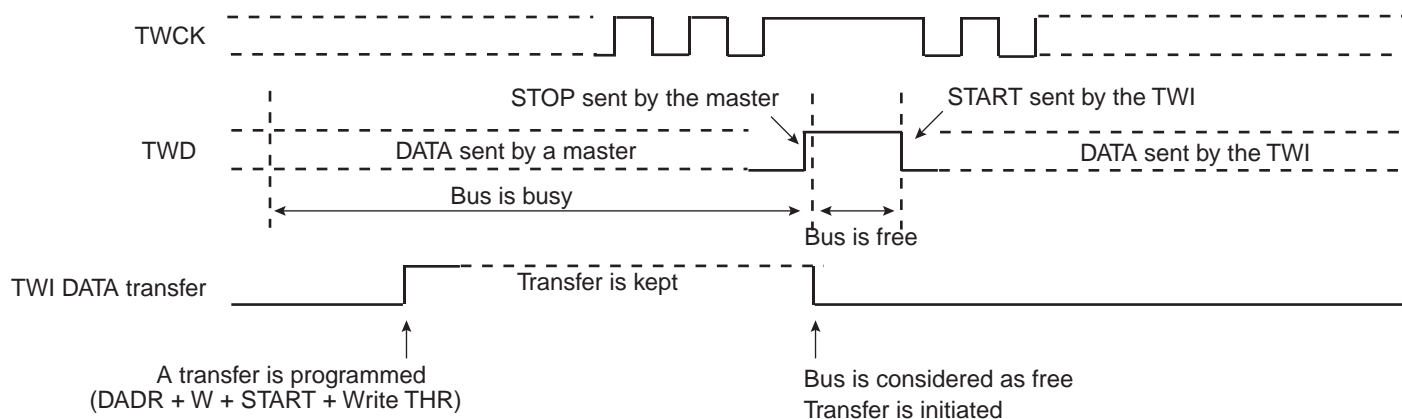 TWCK
STOP sent by the master
START sent by the TWI
TWD
DATA sent by a master
DATA sent by the TWI
Bus is busy
Bus is free
TWI DATA transfer
Transfer is kept
A transfer is programmed
(DADR + W + START + Write THR)
Bus is considered as free
Transfer is initiated